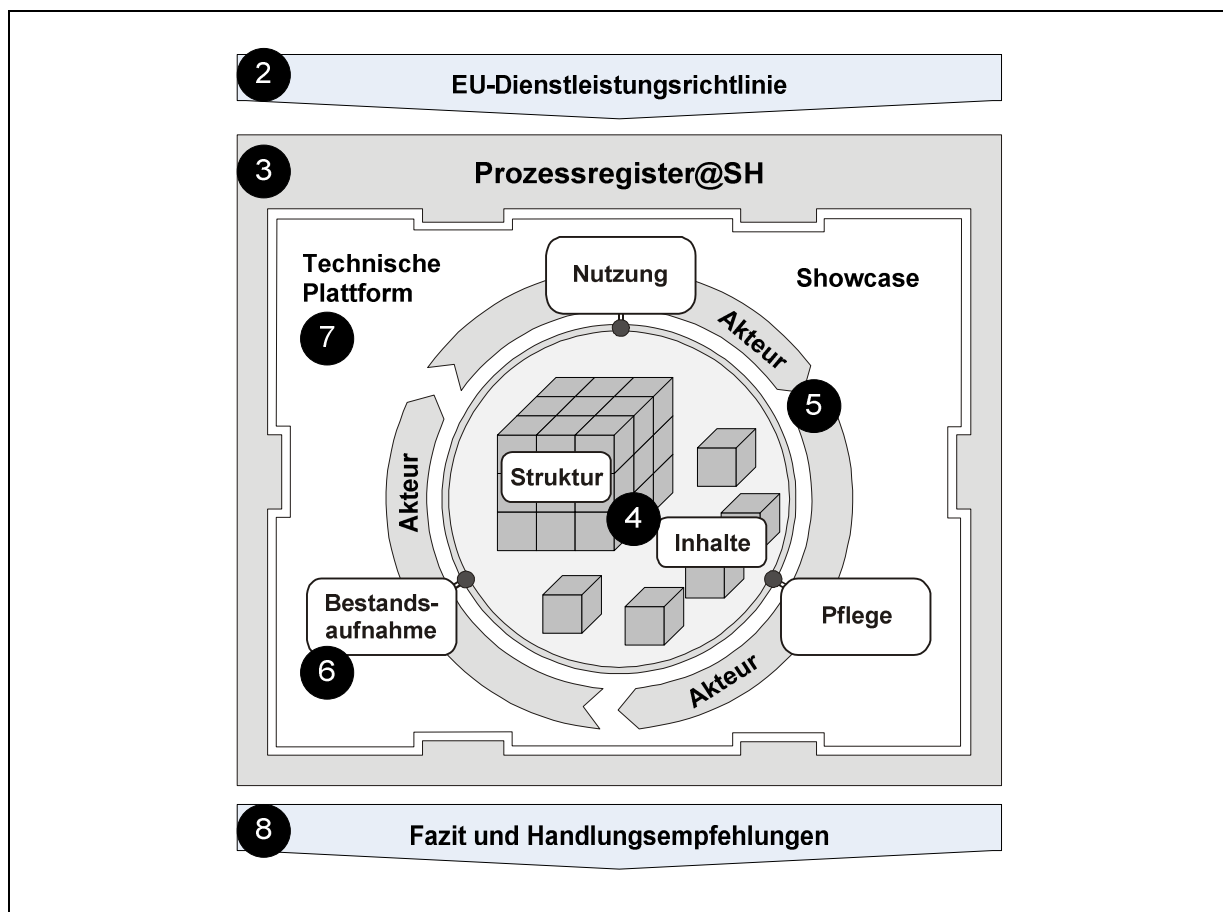 2
EU-Dienstleistungsrichtlinie
3
Prozessregister@SH
Technische
Plattform
7
Nutzung
Showcase
Akteur
5
Akteur
Struktur
4
Inhalte
Bestands-
aufnahme
6
Pflege
Akteur
8
Fazit und Handlungsempfehlungen